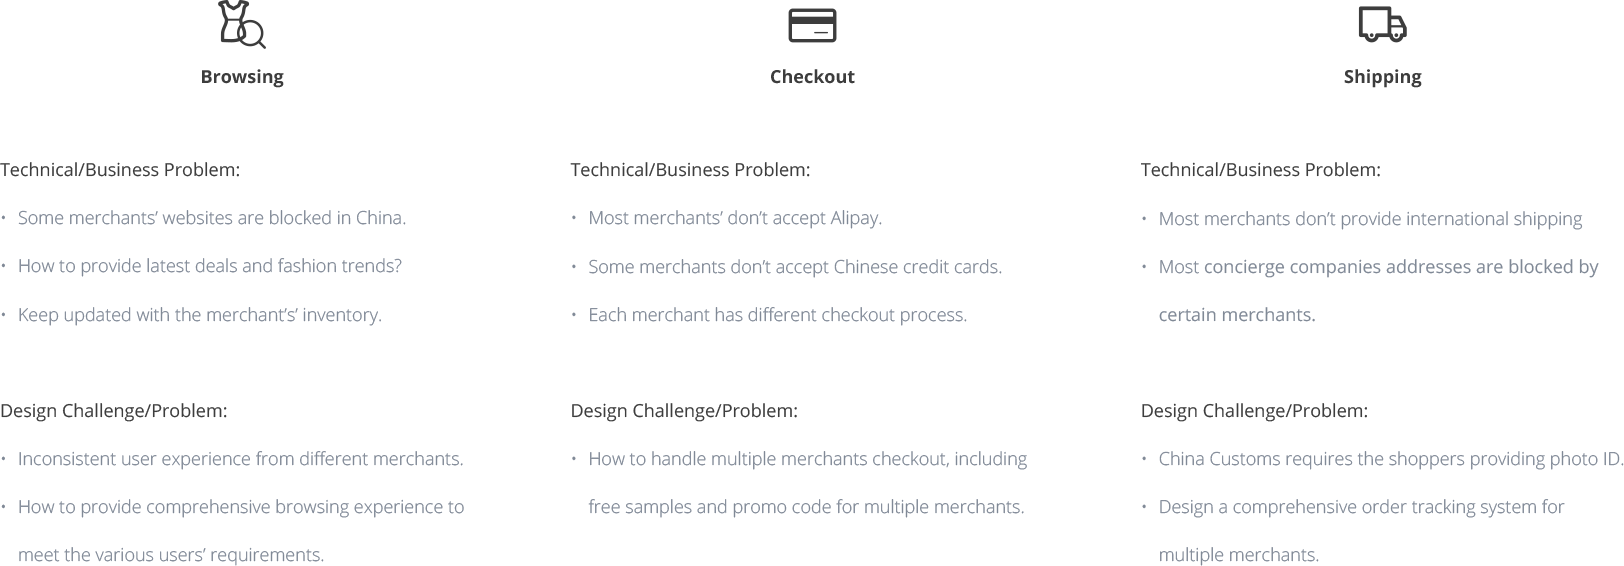 Browsing
Technical/Business Problem:
• Some merchants’ websites are blocked in China.
• How to provide latest deals and fashion trends?
• Keep updated with the merchant’s’ inventory.
Design Challenge/Problem:
• Inconsistent user experience from different merchants.
• How to provide comprehensive browsing experience to
meet the various users’ requirements.
Checkout
Technical/Business Problem:
• Most merchants’ don’t accept Alipay.
• Some merchants don’t accept Chinese credit cards.
• Each merchant has different checkout process.
Design Challenge/Problem:
• How to handle multiple merchants checkout, including
free samples and promo code for multiple merchants.
Shipping
Technical/Business Problem:
• Most merchants don’t provide international shipping
• Most concierge companies addresses are blocked by
certain merchants.
Design Challenge/Problem:
• China Customs requires the shoppers providing photo ID.
• Design a comprehensive order tracking system for
multiple merchants.